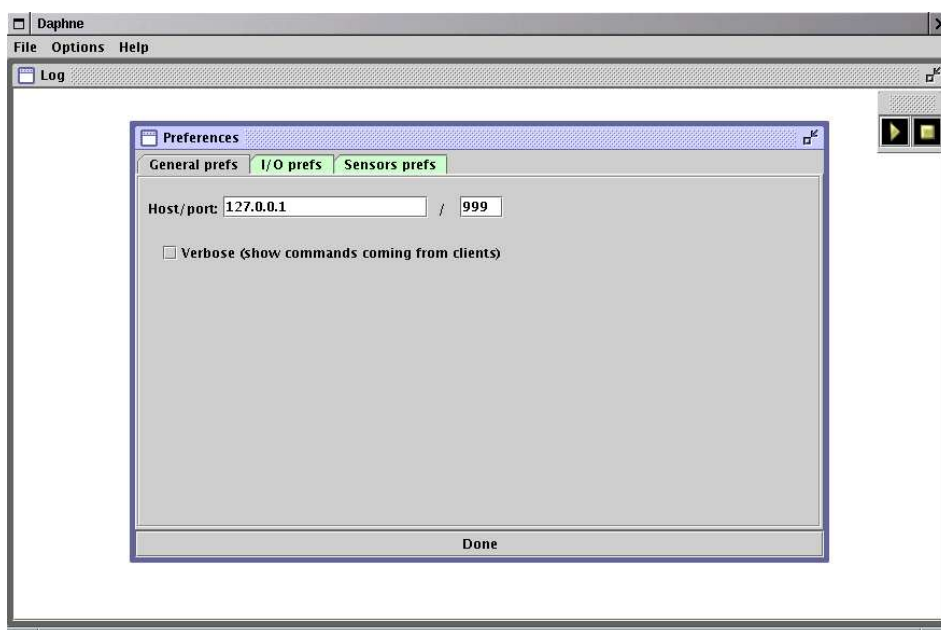 Daphne
File Options Help
Log
Preferences
General prefs I/O prefs Sensors prefs
Host/port: 127.0.0.1 / 999
Verbose (show commands coming from clients)
Done